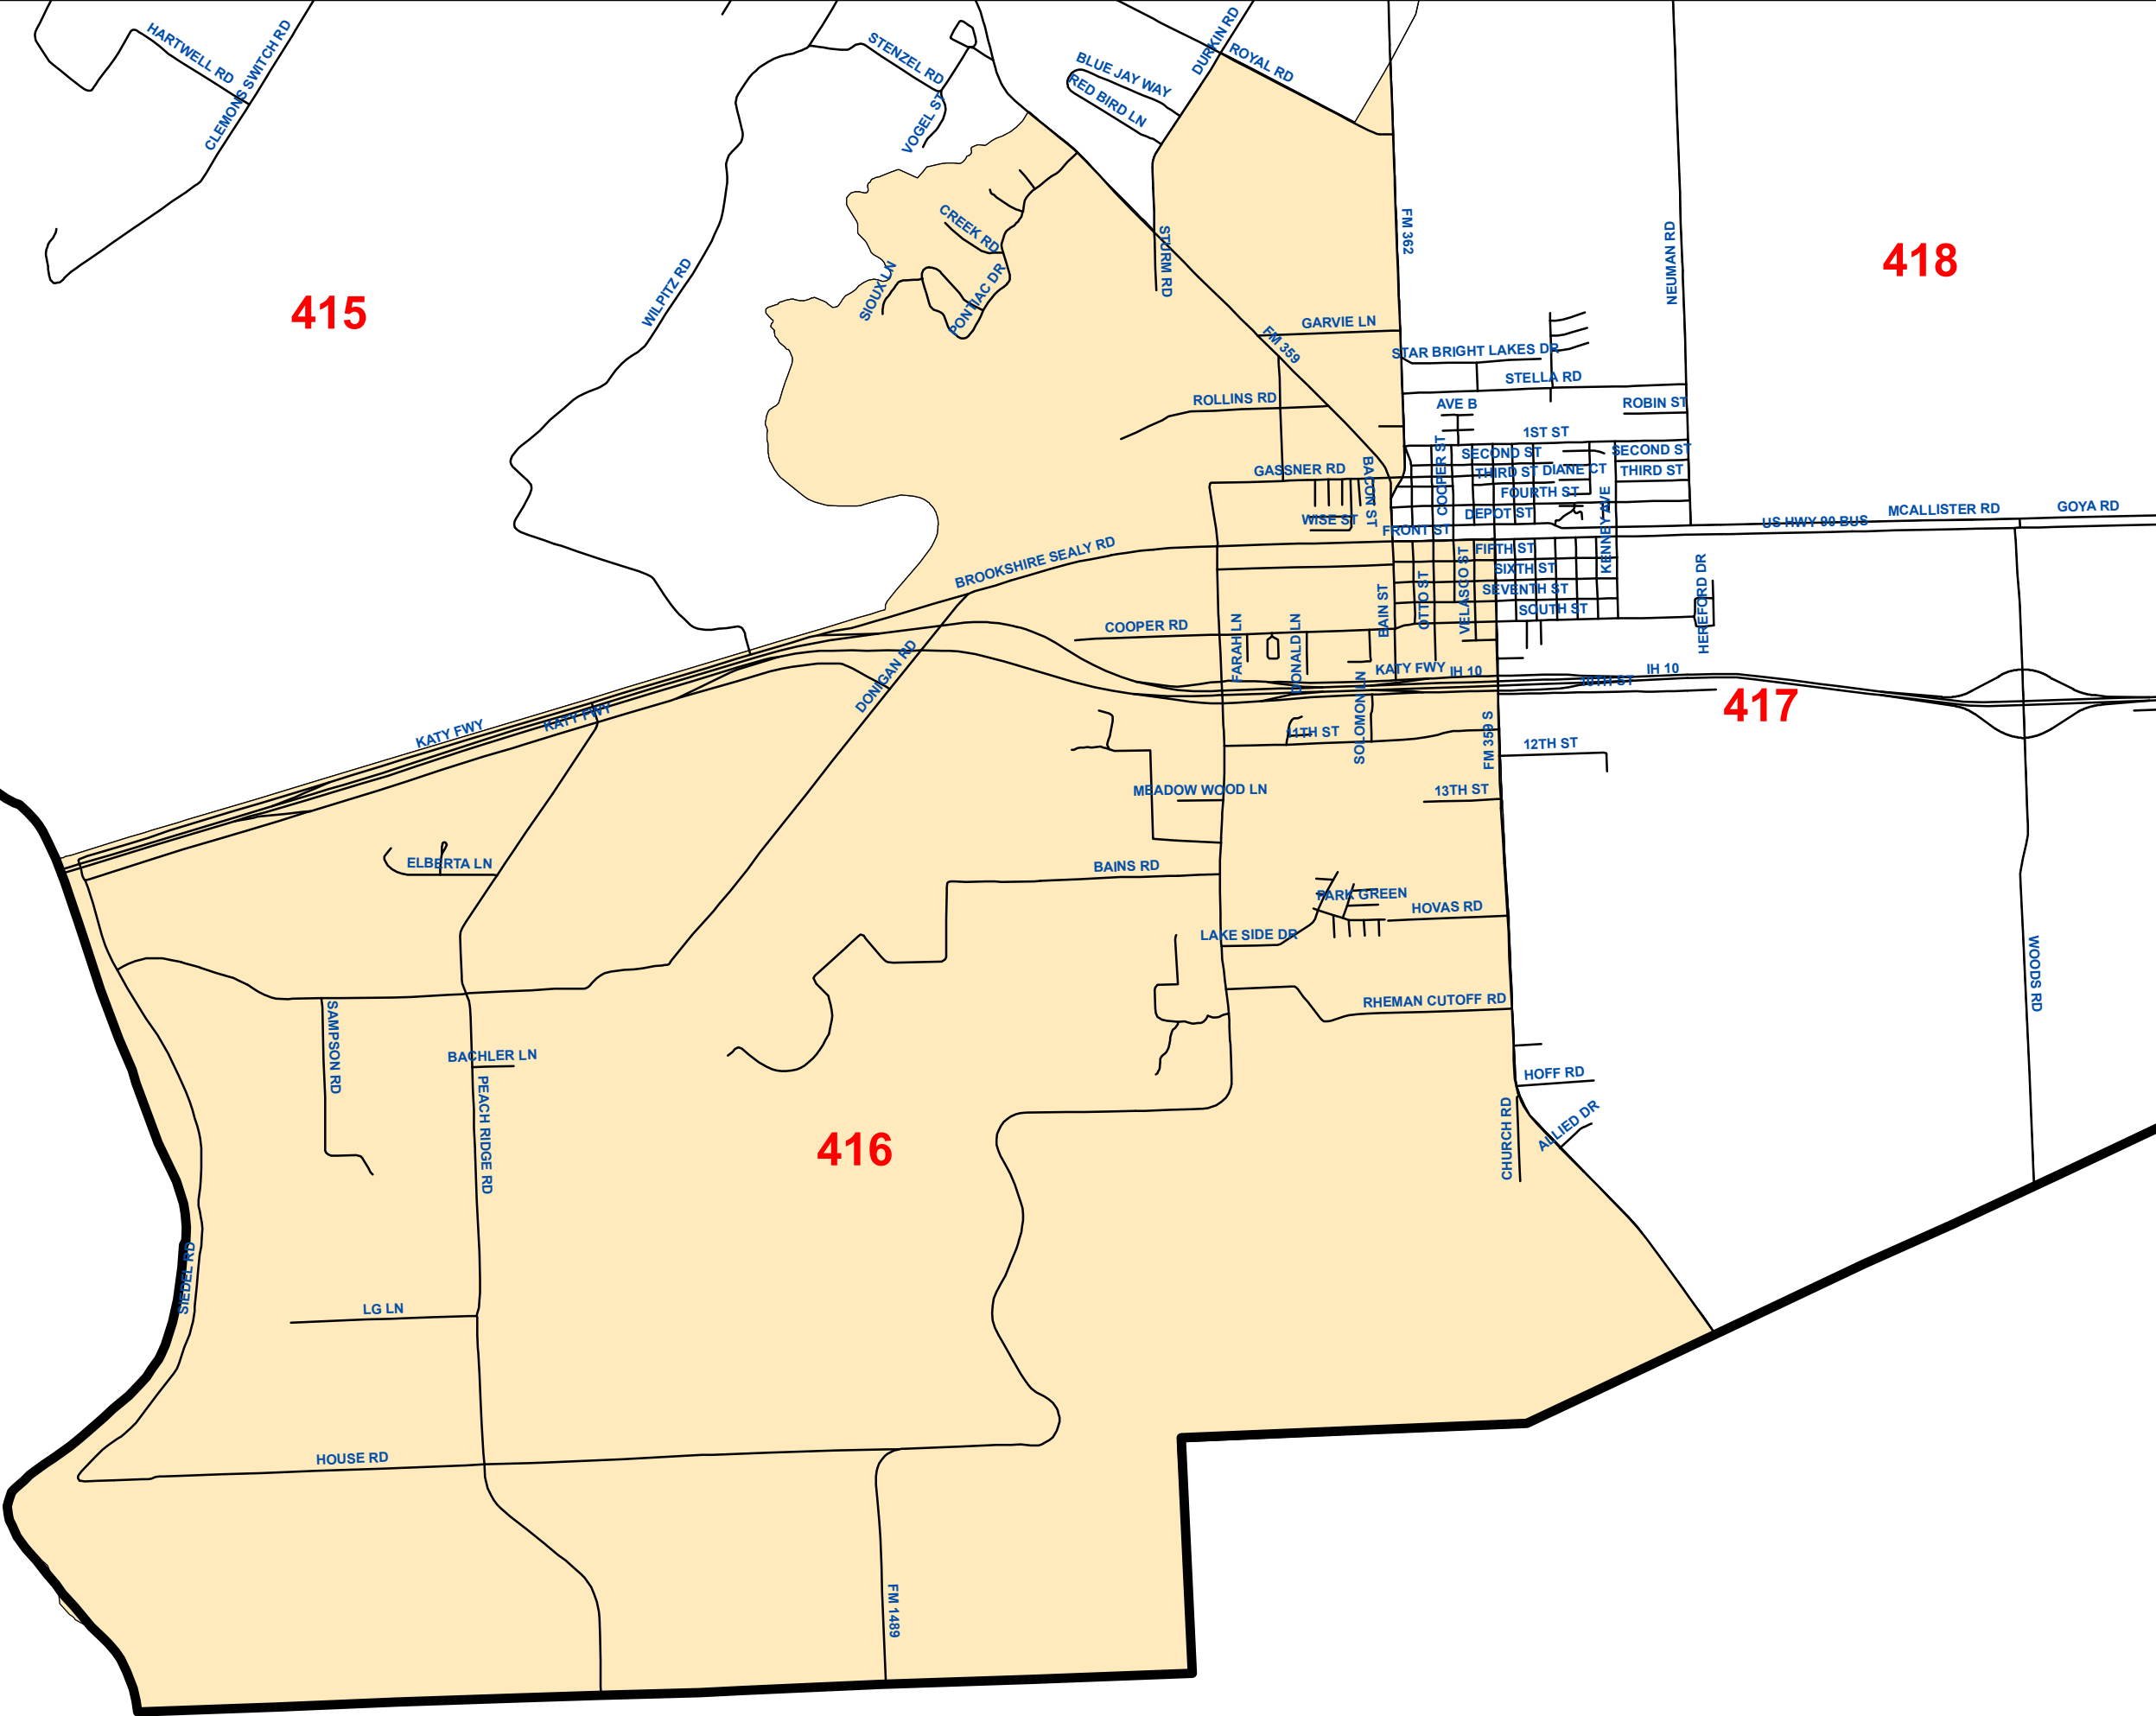 HARTWELL RD
CLEMONS SWITCH RD
STENZEL RD
VOGEL ST
BLUE JAY WAY
RED BIRD LN
DURKIN RD
ROYAL RD
FM 362
NEUMAN RD
418
415
WILPITZ RD
CREEK RD
SIOUX LN
PONTIAC DR
STURM RD
FM 359
GARVIE LN
STAR BRIGHT LAKES DR
STELLA RD
ROLLINS RD
AVE B
ROBIN ST
1ST ST
SECOND ST
SECOND ST
GASSNER RD
BACON ST
COOPER ST
THIRD ST
DIANE CT
THIRD ST
FOURTH ST
WISE ST
DEPOT ST
KENNEY AVE
FRONT ST
US HWY 90 BUS
MCALLISTER RD
GOYA RD
BROOKSHIRE SEALY RD
FIFTH ST
SIXTH ST
SEVENTH ST
SOUTH ST
BAIN ST
OTTO ST
VELASCO ST
HEREFORD DR
COOPER RD
FARAH LN
DONALD LN
DONIGAN RD
KATY FWY
IH 10
IH 10
10TH ST
417
KATY FWY
KATY FWY
SOLOMON LN
11TH ST
FM 359 S
12TH ST
MEADOW WOOD LN
13TH ST
ELBERTA LN
BAINS RD
PARK GREEN
HOVAS RD
LAKE SIDE DR
WOODS RD
RHEMAN CUTOFF RD
SAMPSON RD
BACHLER LN
PEACH RIDGE RD
HOFF RD
CHURCH RD
ALLIED DR
416
SIEDEL RD
LG LN
HOUSE RD
FM 1489